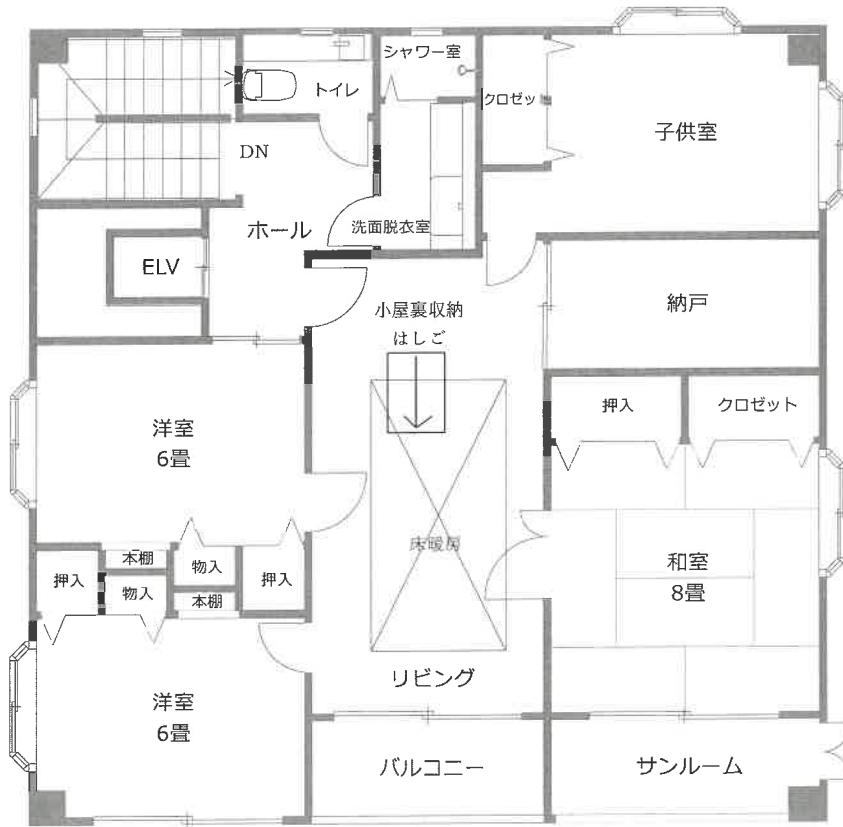 シャワー室
トイレ
クロゼッ
子供室
DN
ホール
洗面脱衣室
ELV
納戸
小屋裏収納
はしご
押入
クロゼット
洋室
6畳
床暖房
和室
8畳
本棚
物入
押入
押入
物入
本棚
リビング
洋室
6畳
バルコニー
サンルーム